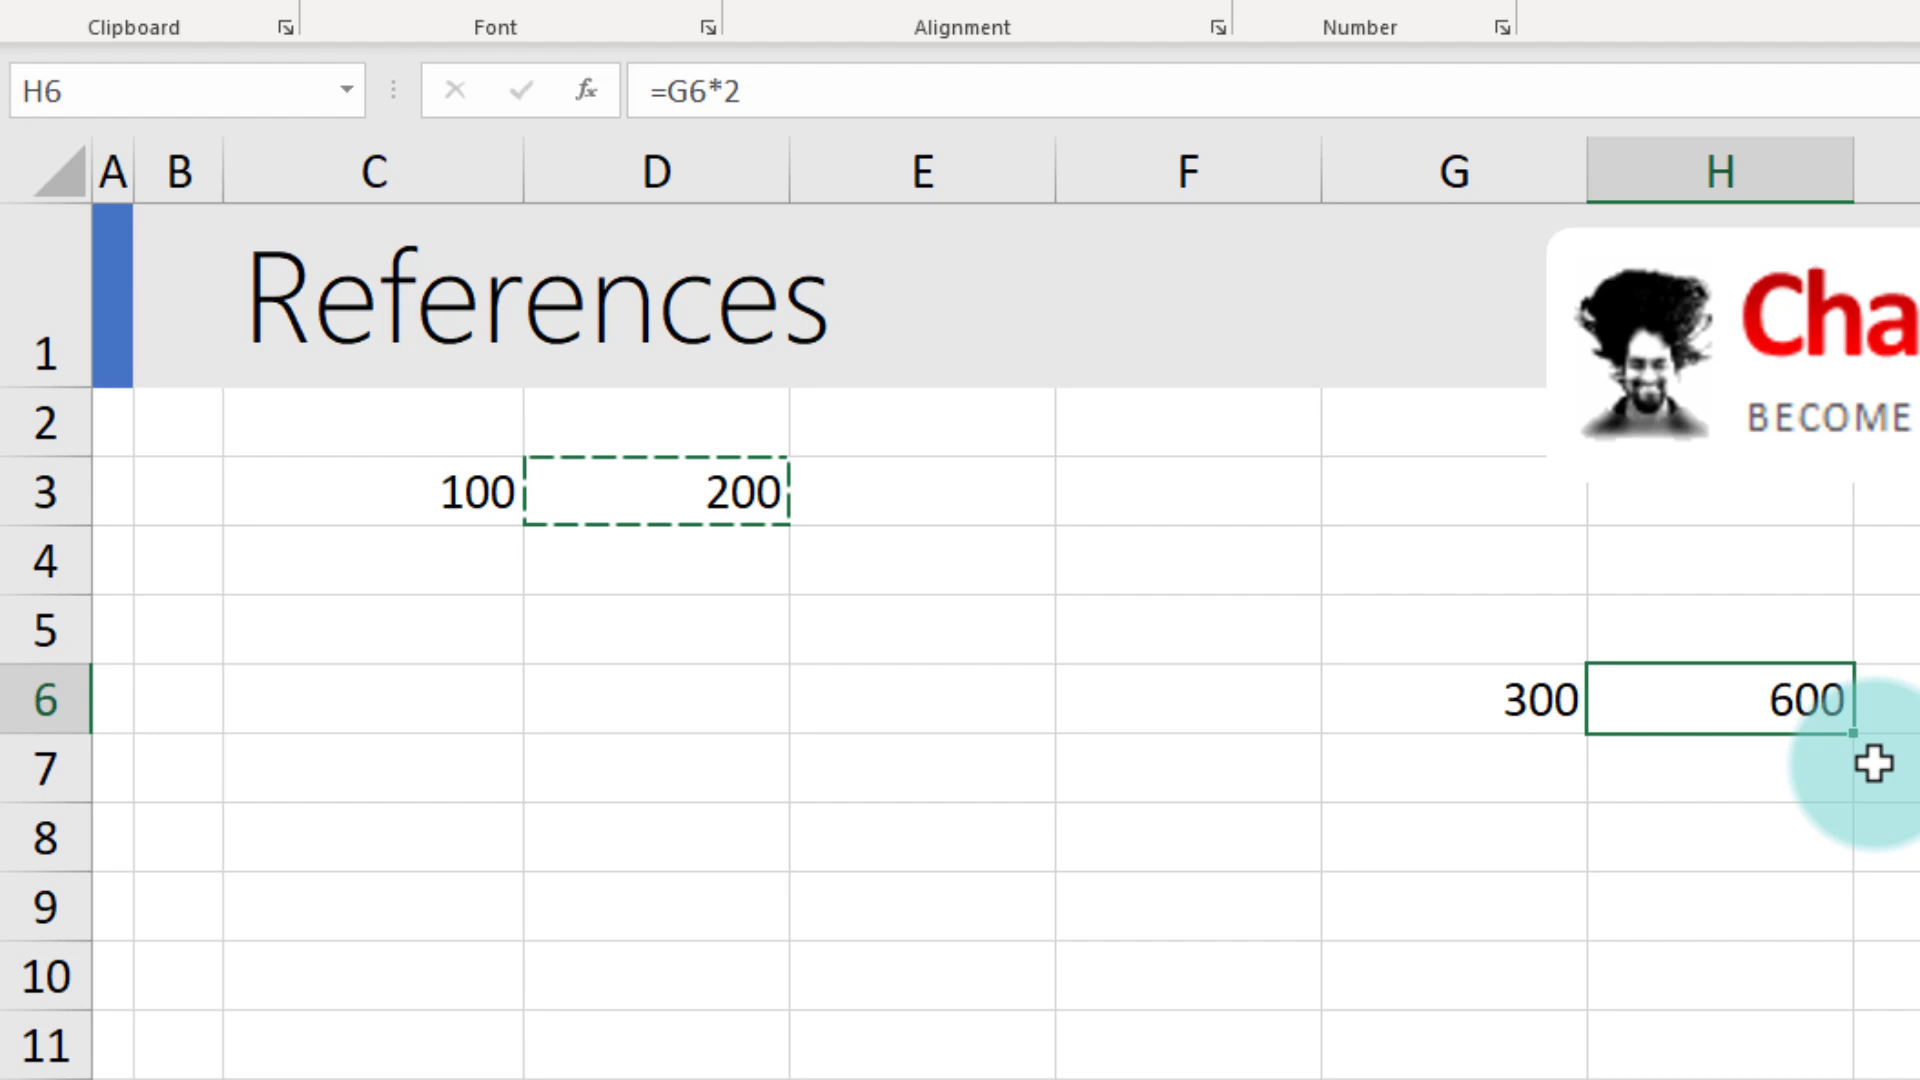 Clipboard Font Alignment Number
H6 fx =G6*2
A B C D E F G H
1 References Cha
BECOME
2
3 100 200
4
5
6 300 600
7
8
9
10
11